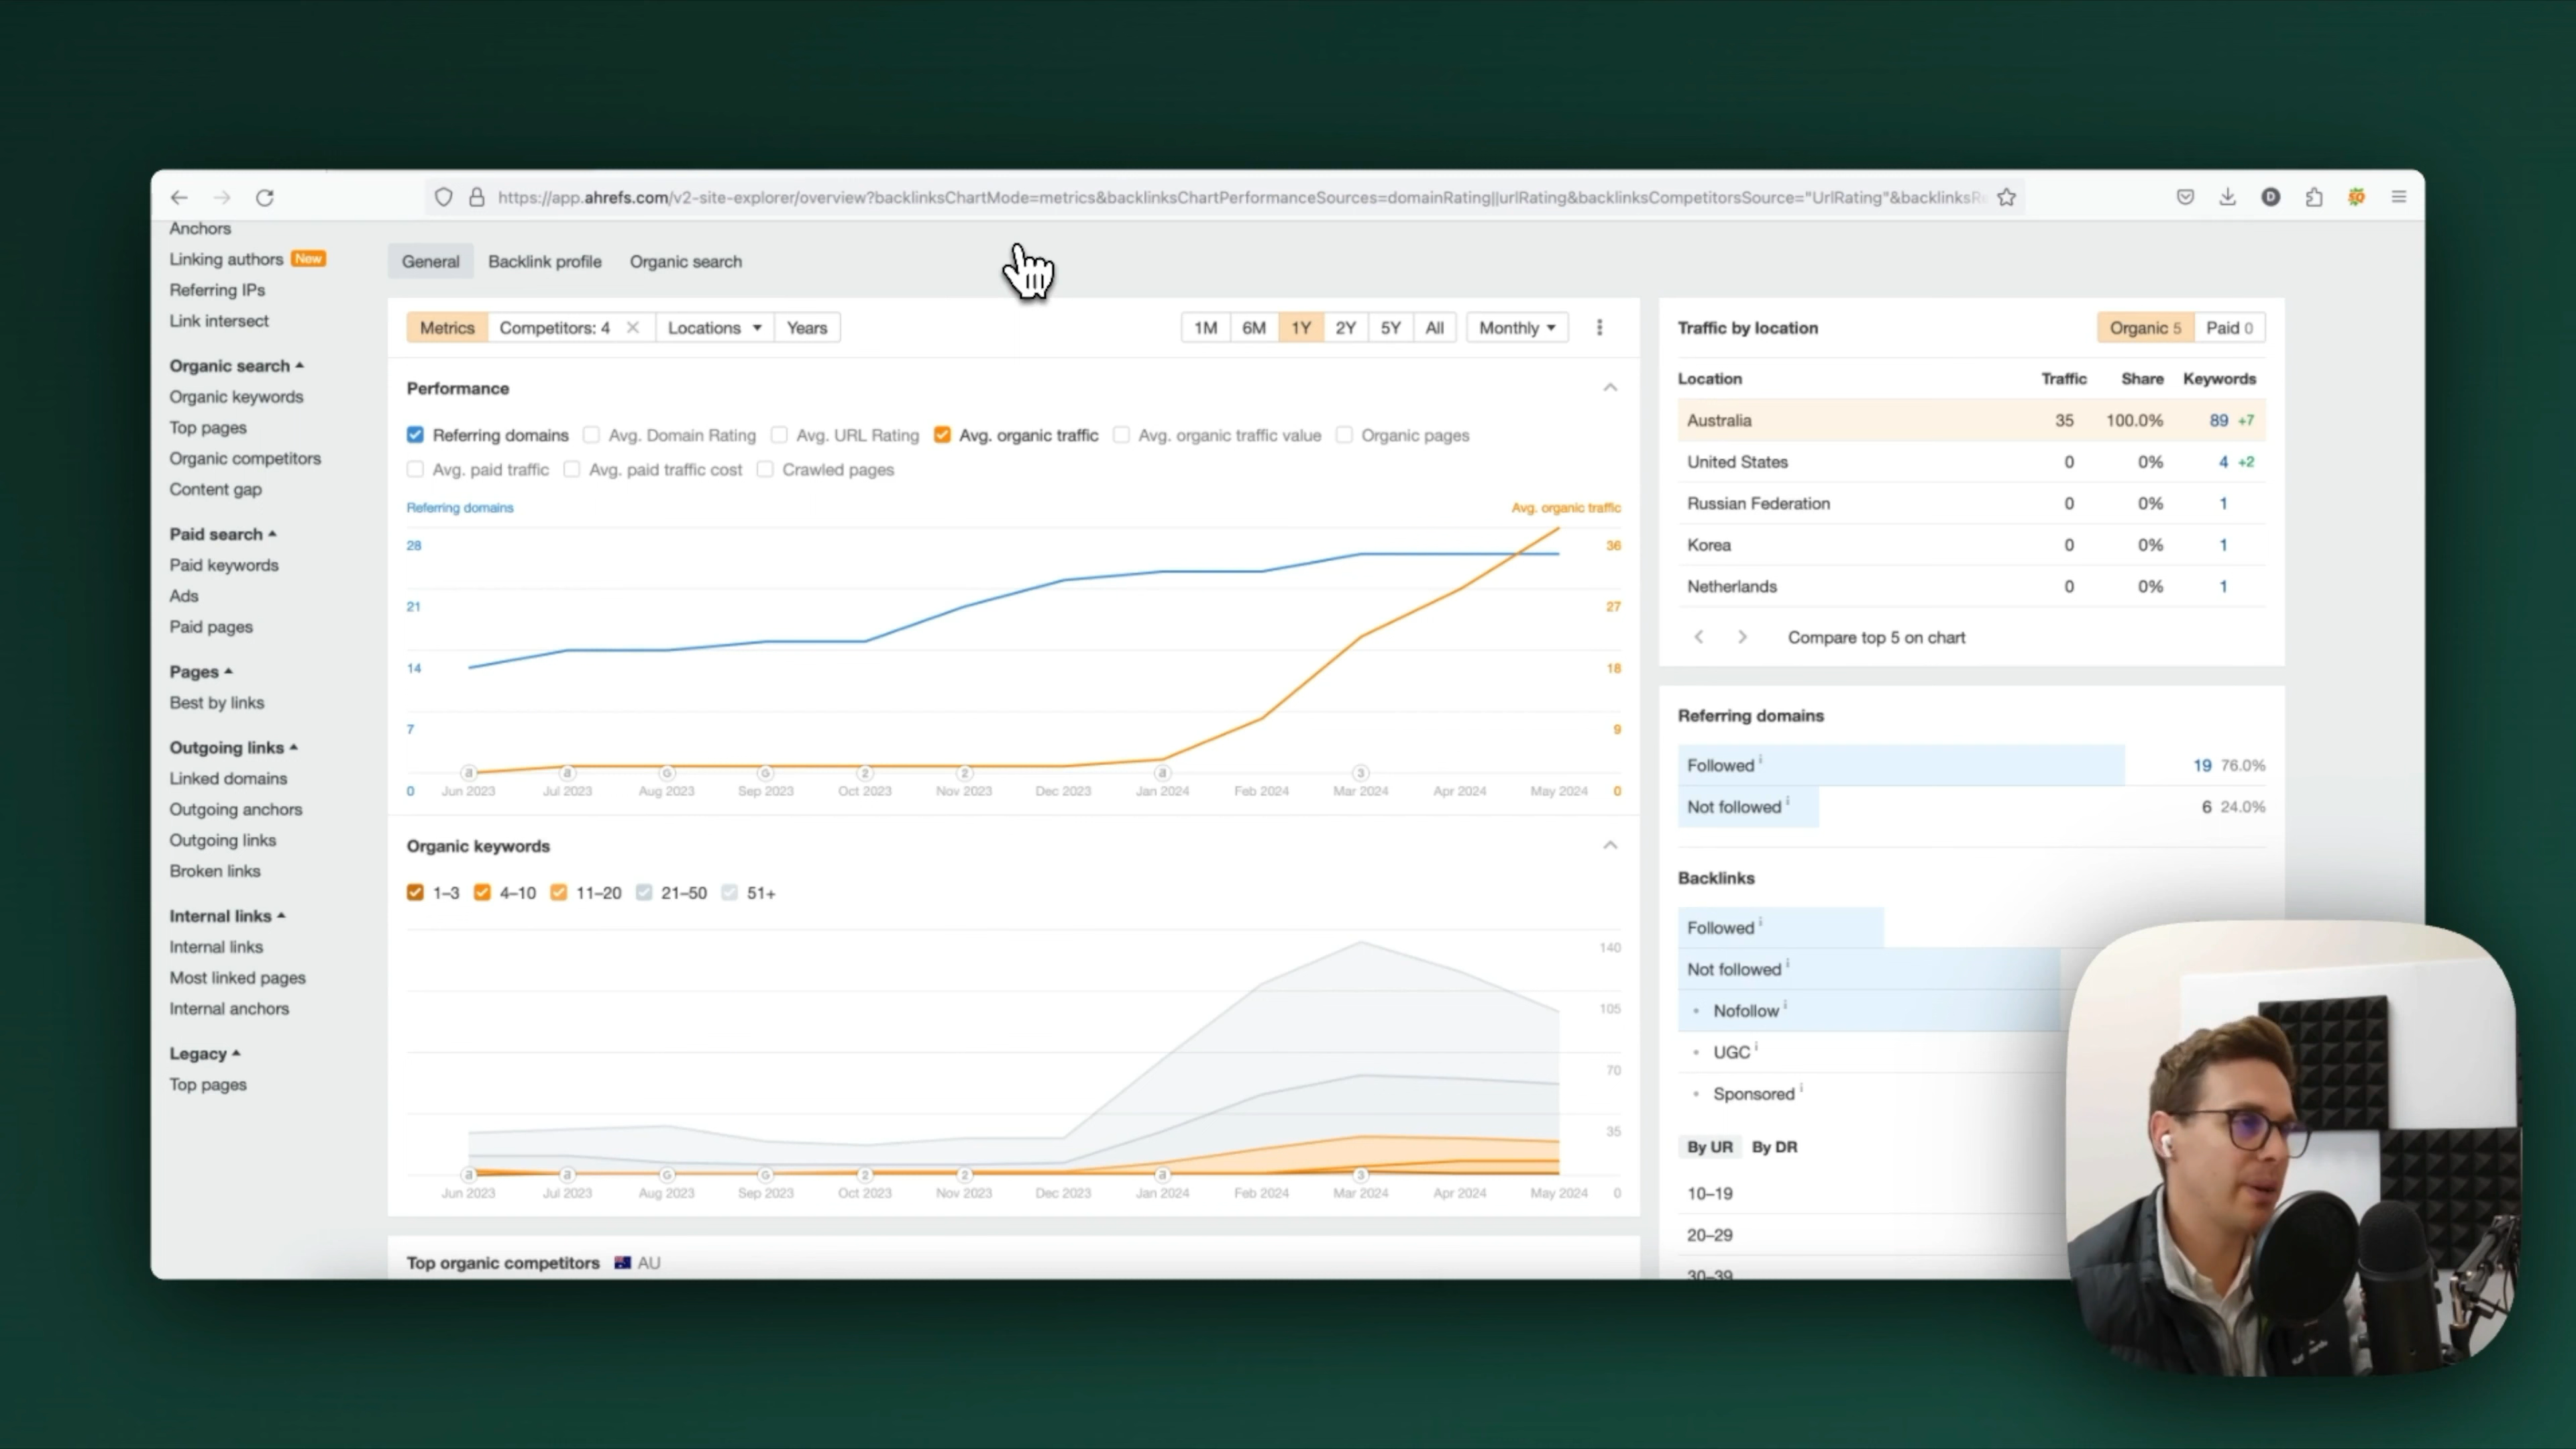 https://app.ahrefs.com/v2-site-explorer/overview?backlinksChartMode=metrics&backlinksChartPerformanceSources=domainRating||urlRating&backlinksCompetitorsSource="UrlRating"&backlinksRe
D
Anchors
Linking authors New
Referring IPs
Link intersect
Organic search
Organic keywords
Top pages
Organic competitors
Content gap
Paid search
Paid keywords
Ads
Paid pages
Pages
Best by links
Outgoing links
Linked domains
Outgoing anchors
Outgoing links
Broken links
Internal links
Internal links
Most linked pages
Internal anchors
Legacy
Top pages
General Backlink profile Organic search
Metrics Competitors: 4 Locations Years 1M 6M 1Y 2Y 5Y All Monthly
Performance
Referring domains Avg. Domain Rating Avg. URL Rating Avg. organic traffic Avg. organic traffic value Organic pages
Avg. paid traffic Avg. paid traffic cost Crawled pages
Referring domains Avg. organic traffic
28 36
21 27
14 18
7 9
a a G G 2 2 a 3
0 Jun 2023 Jul 2023 Aug 2023 Sep 2023 Oct 2023 Nov 2023 Dec 2023 Jan 2024 Feb 2024 Mar 2024 Apr 2024 May 2024 0
Organic keywords
1–3 4–10 11–20 21–50 51+
140
105
70
35
a a G G 2 2 a 3
Jun 2023 Jul 2023 Aug 2023 Sep 2023 Oct 2023 Nov 2023 Dec 2023 Jan 2024 Feb 2024 Mar 2024 Apr 2024 May 2024 0
Top organic competitors AU
Traffic by location Organic 5 Paid 0
Location Traffic Share Keywords
Australia 35 100.0% 89 +7
United States 0 0% 4 +2
Russian Federation 0 0% 1
Korea 0 0% 1
Netherlands 0 0% 1
Compare top 5 on chart
Referring domains
Followed i 19 76.0%
Not followed i 6 24.0%
Backlinks
Followed i
Not followed i
• Nofollow i
• UGC i
• Sponsored i
By UR By DR
10–19
20–29
30–39